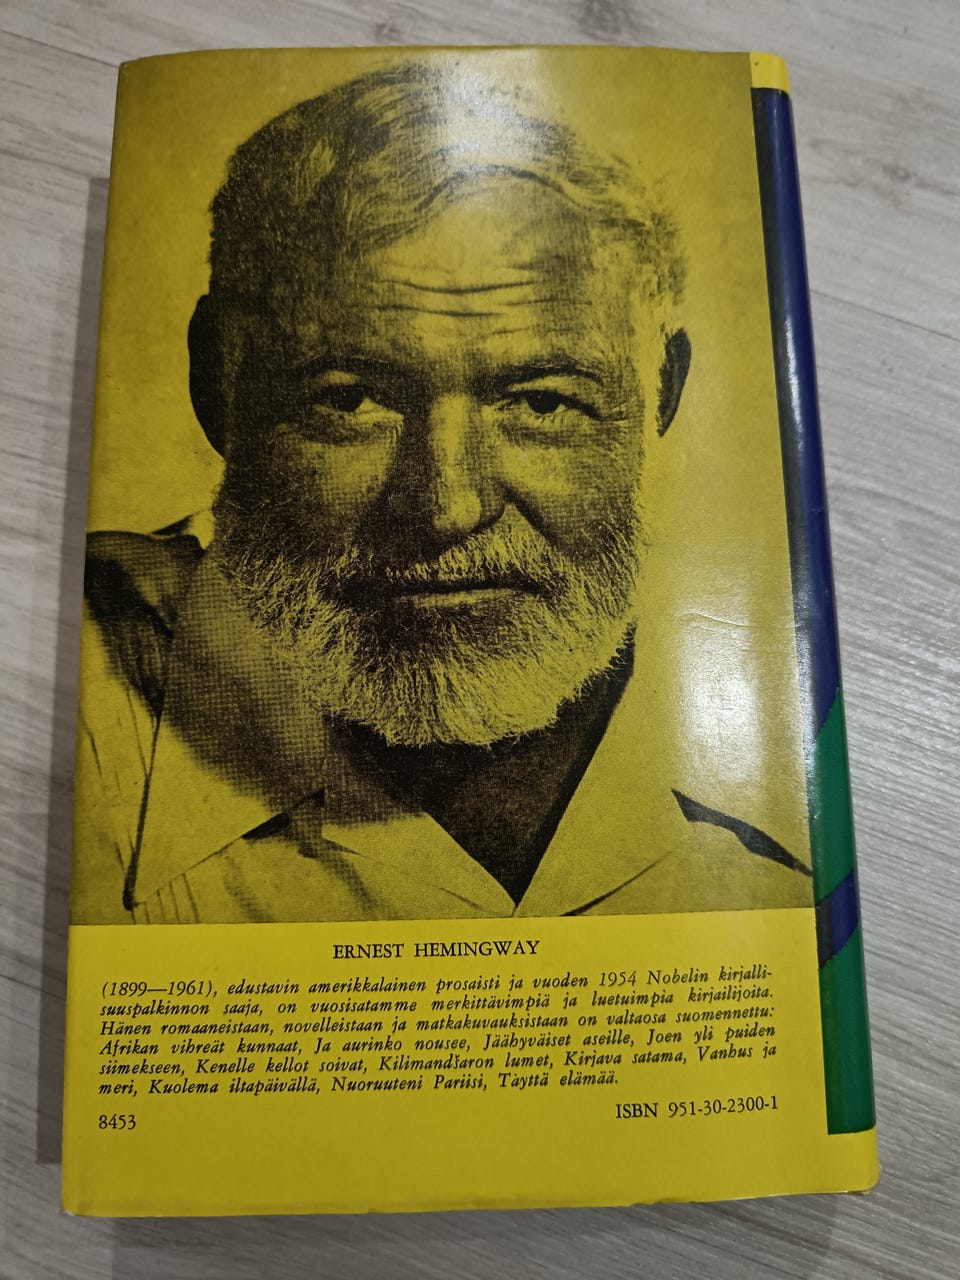 ERNEST HEMINGWAY
(1899—1961), edustavin amerikkalainen prosaisti ja vuoden 1954 Nobelin kirjalli-
suuspalkinnon saaja, on vuosisatamme merkittävimpiä ja luetuimpia kirjailijoita.
Hänen romaaneistaan, novelleistaan ja matkakuvauksistaan on valtaosa suomennettu:
Afrikan vihreät kunnaat, Ja aurinko nousee, Jäähyväiset aseille, Joen yli puiden
siimekseen, Kenelle kellot soivat, Kilimandšaron lumet, Kirjava satama, Vanhus ja
meri, Kuolema iltapäivällä, Nuoruuteni Pariisi, Täyttä elämää.
8453
ISBN 951-30-2300-1